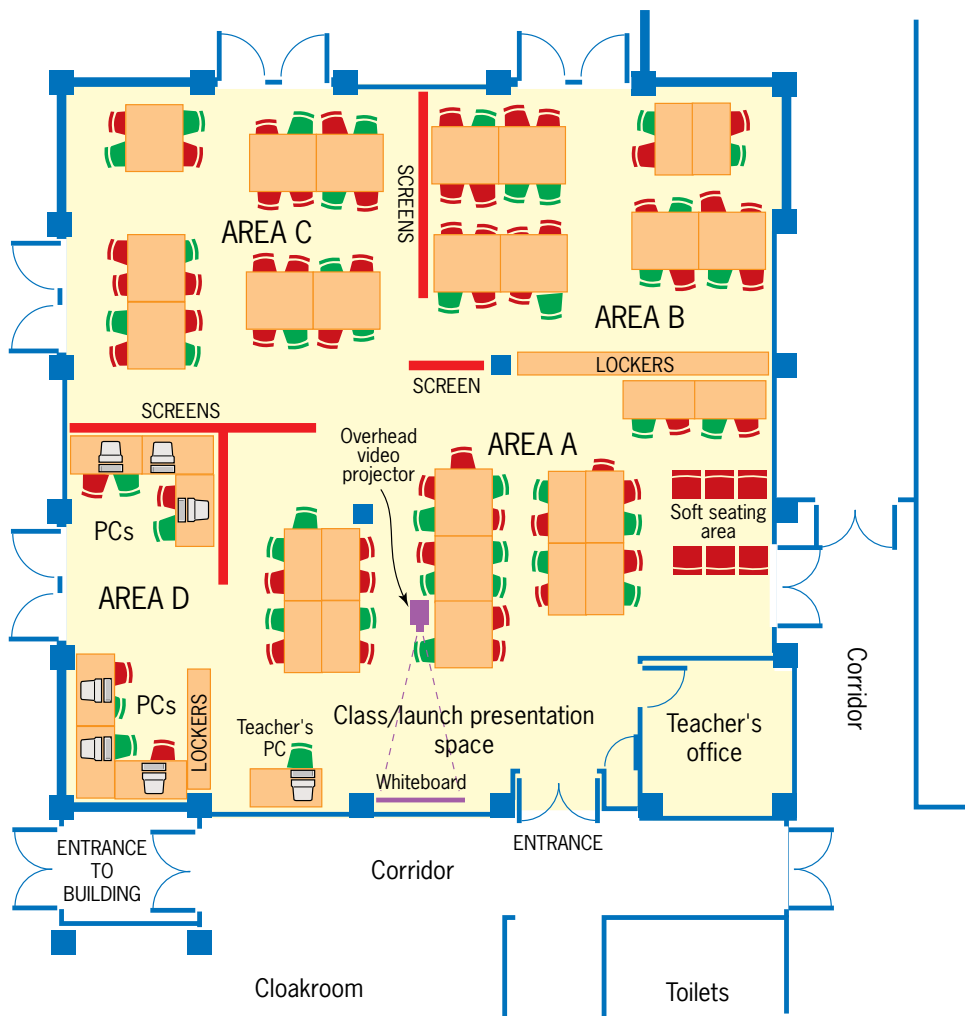 SCREENS
AREA C
AREA B
LOCKERS
SCREEN
SCREENS
Overhead
video
projector
AREA A
Soft seating
area
PCs
AREA D
PCs
LOCKERS
Teacher's
PC
Class/launch presentation
space
Whiteboard
Teacher's
office
Corridor
ENTRANCE
ENTRANCE
TO
BUILDING
Corridor
Cloakroom
Toilets